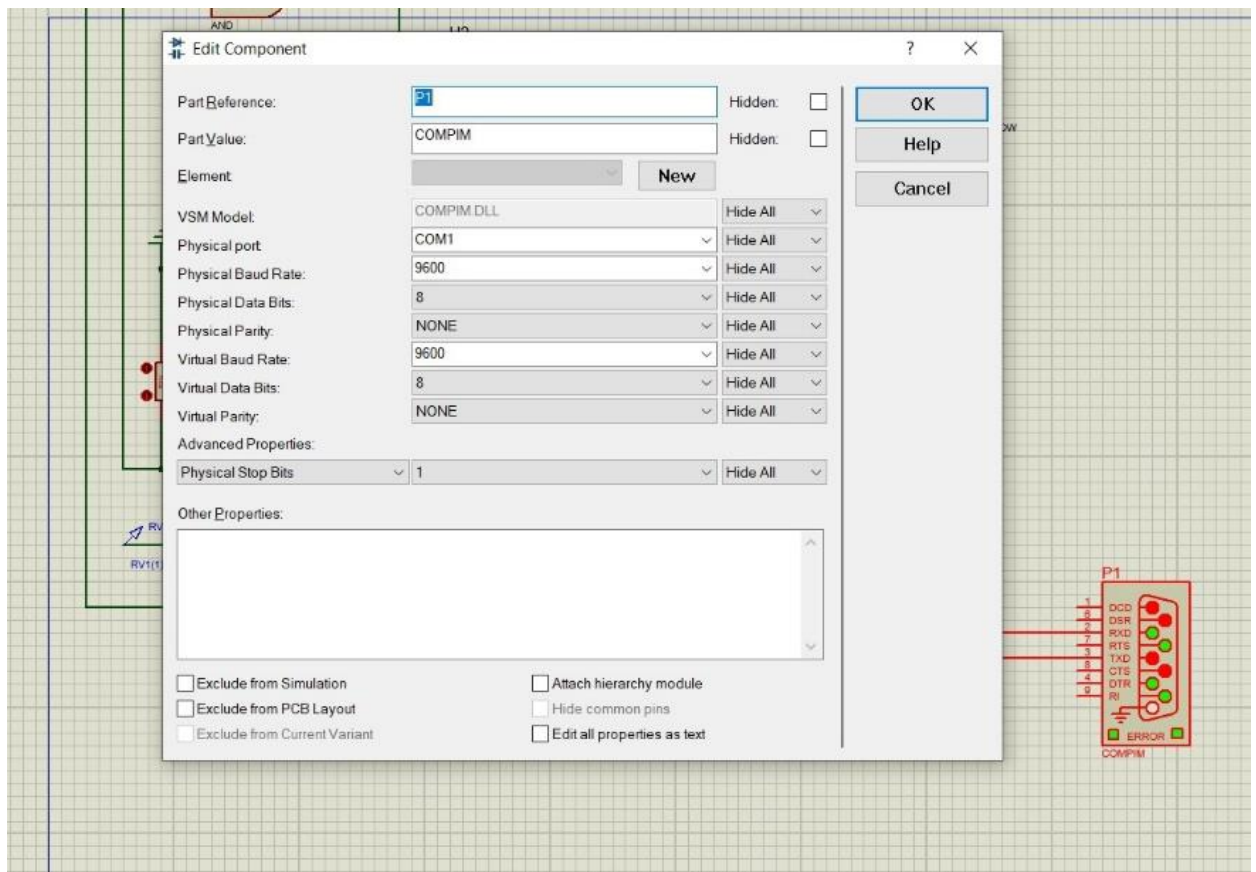 AND
Edit Component
?
Part Reference:
P1
Hidden:
OK
Part Value:
COMPIM
Hidden:
Help
Element
New
Cancel
VSM Model:
COMPIM.DLL
Hide All
Physical port
COM1
Hide All
Physical Baud Rate:
9600
Hide All
Physical Data Bits:
8
Hide All
Physical Parity:
NONE
Hide All
Virtual Baud Rate:
9600
Hide All
Virtual Data Bits:
8
Hide All
Virtual Parity:
NONE
Hide All
Advanced Properties:
Physical Stop Bits
1
Hide All
Other Properties:
RV1(1)
Exclude from Simulation
Attach hierarchy module
Exclude from PCB Layout
Hide common pins
Exclude from Current Variant
Edit all properties as text
P1
1 DCD
6 DSR
2 RXD
7 RTS
3 TXD
8 CTS
4 DTR
9 RI
ERROR
COMPIM